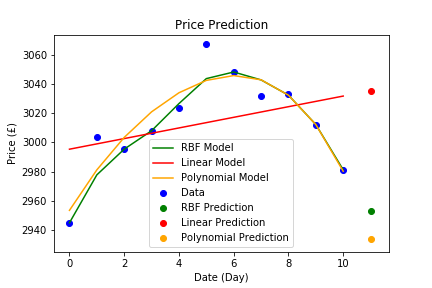 Price Prediction
3060
3040
3020
3000
2980
2960
2940
Price (£)
RBF Model
Linear Model
Polynomial Model
Data
RBF Prediction
Linear Prediction
Polynomial Prediction
0 2 4 6 8 10
Date (Day)